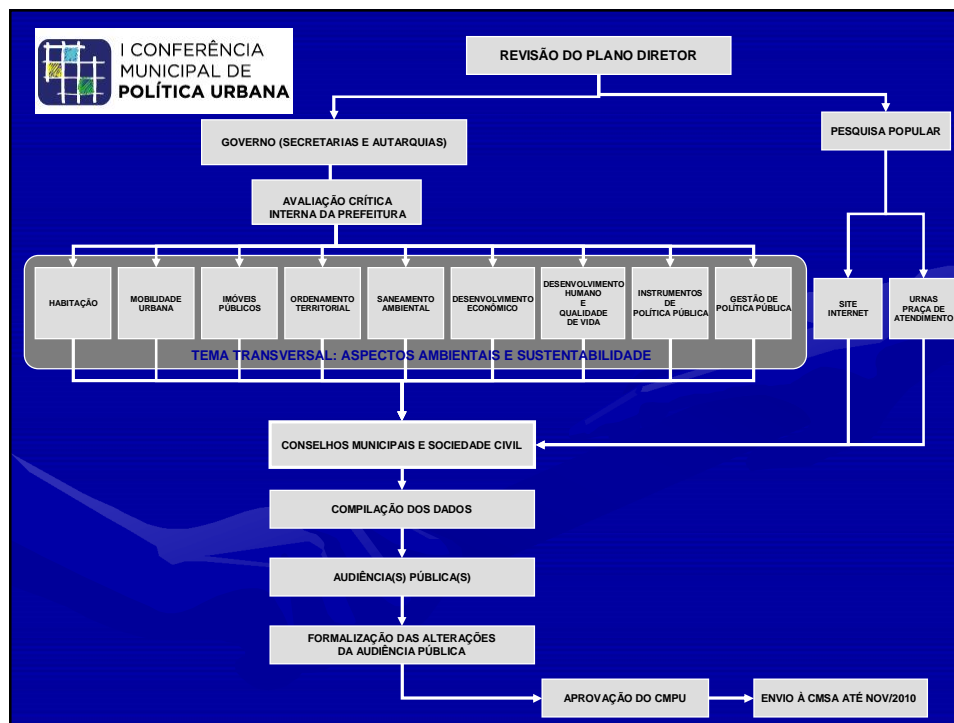 I CONFERÊNCIA
MUNICIPAL DE
POLÍTICA URBANA
REVISÃO DO PLANO DIRETOR
GOVERNO (SECRETARIAS E AUTARQUIAS)
PESQUISA POPULAR
AVALIAÇÃO CRÍTICA
INTERNA DA PREFEITURA
HABITAÇÃO
MOBILIDADE
URBANA
IMÓVEIS
PÚBLICOS
ORDENAMENTO
TERRITORIAL
SANEAMENTO
AMBIENTAL
DESENVOLVIMENTO
ECONÔMICO
DESENVOLVIMENTO
HUMANO
E
QUALIDADE
DE VIDA
INSTRUMENTOS
DE
POLÍTICA PÚBLICA
GESTÃO DE
POLÍTICA PÚBLICA
SITE
INTERNET
URNAS
PRAÇA DE
ATENDIMENTO
TEMA TRANSVERSAL: ASPECTOS AMBIENTAIS E SUSTENTABILIDADE
CONSELHOS MUNICIPAIS E SOCIEDADE CIVIL
COMPILAÇÃO DOS DADOS
AUDIÊNCIA(S) PÚBLICA(S)
FORMALIZAÇÃO DAS ALTERAÇÕES
DA AUDIÊNCIA PÚBLICA
APROVAÇÃO DO CMPU
ENVIO À CMSA ATÉ NOV/2010